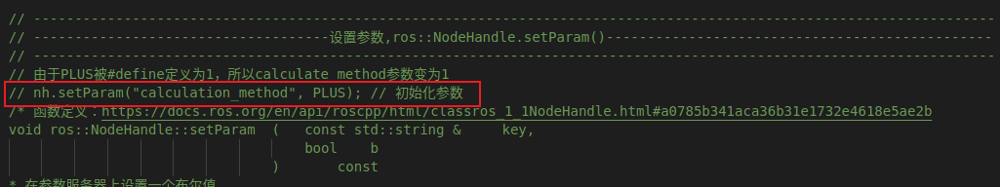 // ------------------------------------------------------------------------------------------------------------------------
// ------------------------------------设置参数,ros::NodeHandle.setParam()-----------------------------------------------
// ------------------------------------------------------------------------------------------------------------------------
// 由于PLUS被#define定义为1, 所以calculate method参数变为1
// nh.setParam("calculation_method", PLUS); // 初始化参数
/* 函数定义：https://docs.ros.org/en/api/roscpp/html/classros_1_1NodeHandle.html#a0785b341aca36b31e1732e4618e5ae2b
void ros::NodeHandle::setParam ( const std::string & key,
bool b
) const
* 在参数服务器上设置一个布尔值